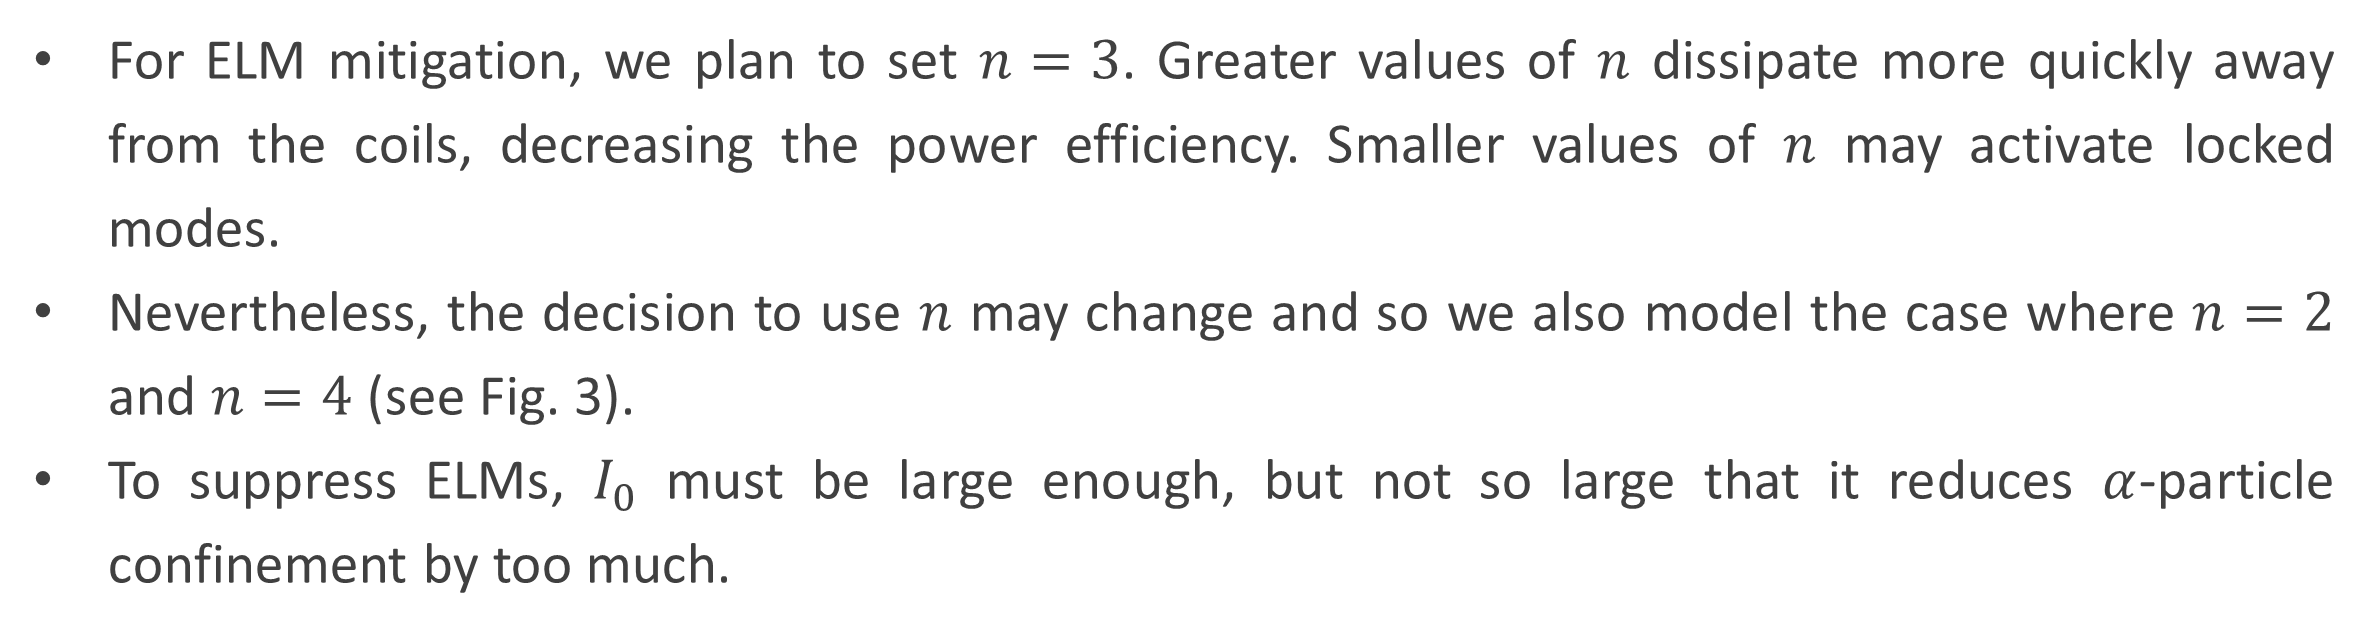 • For ELM mitigation, we plan to set n = 3. Greater values of n dissipate more quickly away
from the coils, decreasing the power efficiency. Smaller values of n may activate locked
modes.
• Nevertheless, the decision to use n may change and so we also model the case where n = 2
and n = 4 (see Fig. 3).
• To suppress ELMs, I₀ must be large enough, but not so large that it reduces α-particle
confinement by too much.